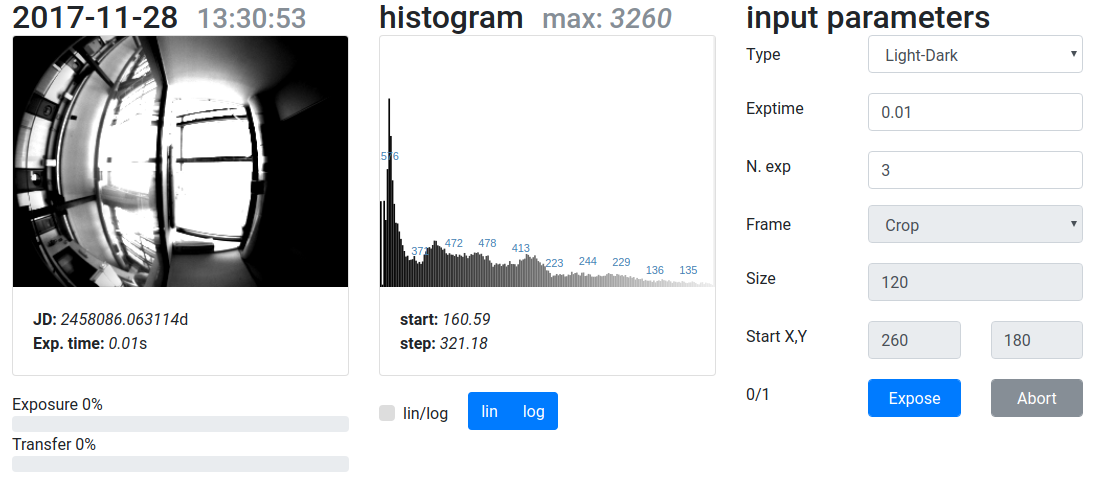 2017-11-28 13:30:53
JD: 2458086.063114d
Exp. time: 0.01s
Exposure 0%
Transfer 0%
histogram max: 3260
576
371
472
478
413
223
244
229
136
135
start: 160.59
step: 321.18
lin/log
lin log
input parameters
Type Light-Dark
Exptime 0.01
N. exp 3
Frame Crop
Size 120
Start X,Y 260 180
0/1 Expose Abort